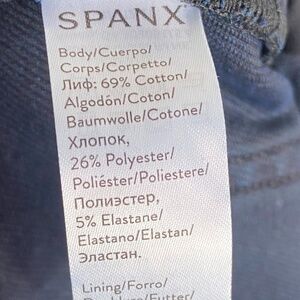 SPANX
Body/Cuerpo/
Corps/Corpetto/
Лиф: 69% Cotton/
Algodón/Coton/
Baumwolle/Cotone/
Хлопок,
26% Polyester/
Poliéster/Poliestere/
Полиэстер,
5% Elastane/
Elastano/Elastan/
Эластан.
Lining/Forro/